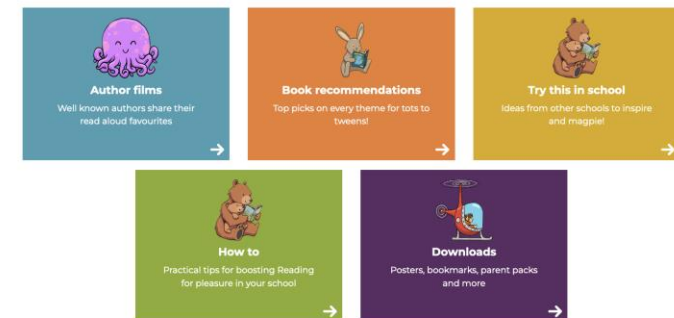 Author films
Well known authors share their
read aloud favourites
Book recommendations
Top picks on every theme for tots to
tweens!
Try this in school
Ideas from other schools to inspire
and magpie!
How to
Practical tips for boosting Reading
for pleasure in your school
Downloads
Posters, bookmarks, parent packs
and more